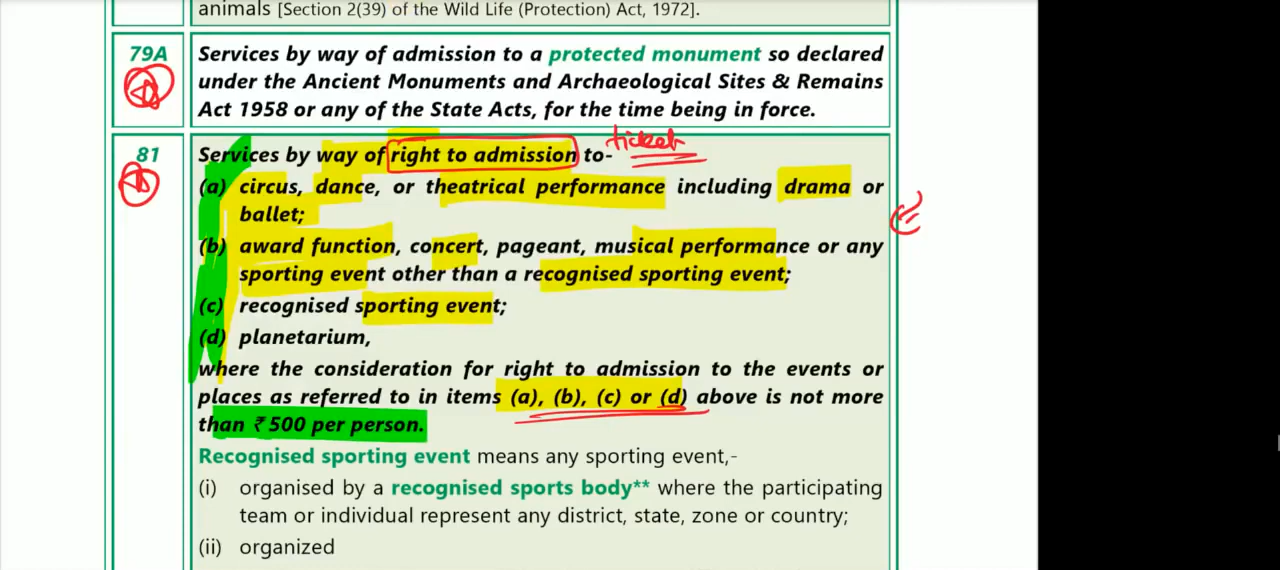 animals [Section 2(39) of the Wild Life (Protection) Act, 1972].
79A
Services by way of admission to a protected monument so declared
under the Ancient Monuments and Archaeological Sites & Remains
Act 1958 or any of the State Acts, for the time being in force.
81
Services by way of right to admission to- ticket
(a) circus, dance, or theatrical performance including drama or
ballet;
(b) award function, concert, pageant, musical performance or any
sporting event other than a recognised sporting event;
(c) recognised sporting event;
(d) planetarium,
where the consideration for right to admission to the events or
places as referred to in items (a), (b), (c) or (d) above is not more
than ₹ 500 per person.
Recognised sporting event means any sporting event,-
(i) organised by a recognised sports body** where the participating
team or individual represent any district, state, zone or country;
(ii) organized